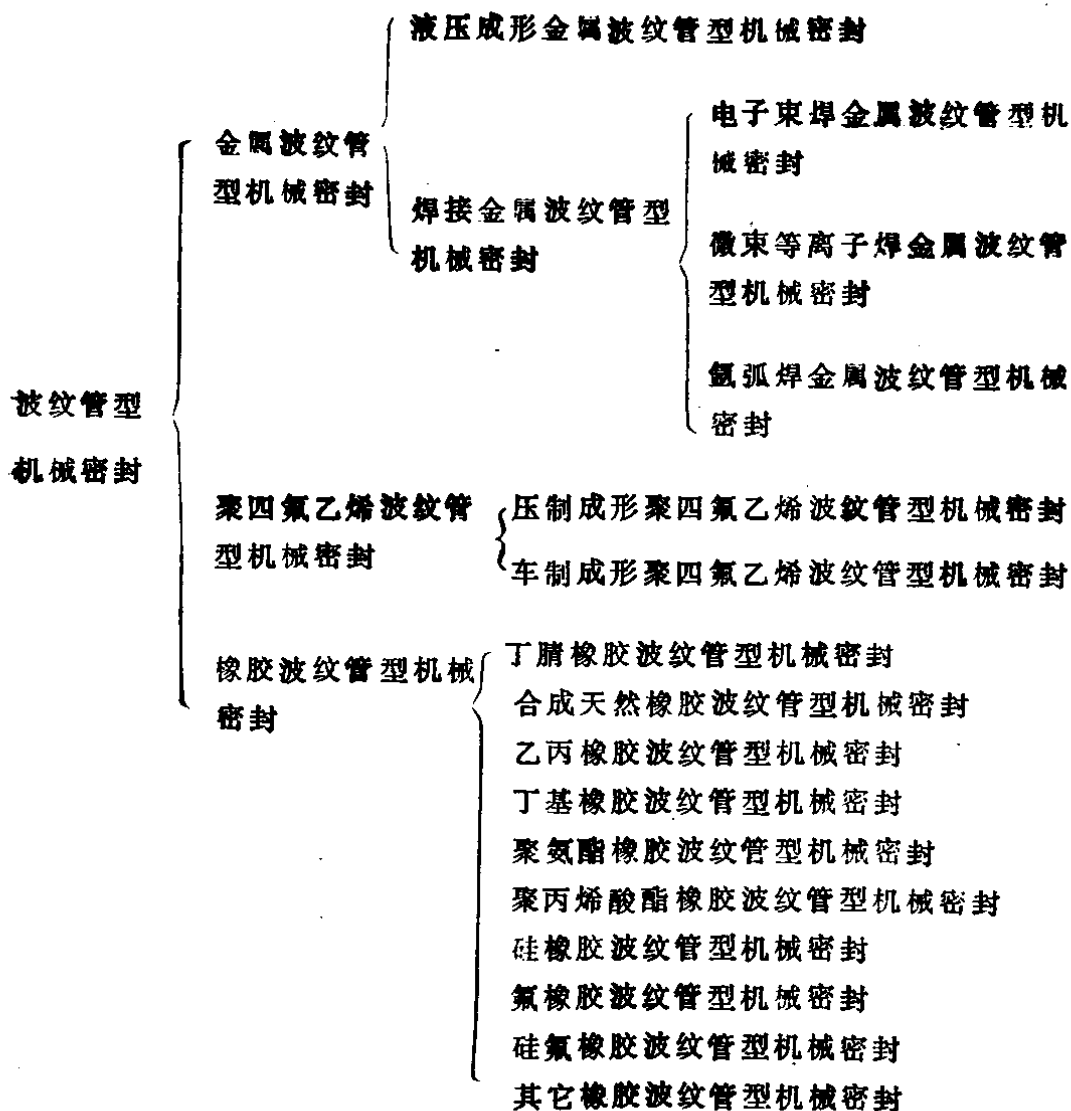 液压成形金属波纹管型机械密封
金属波纹管
型机械密封
焊接金属波纹管型
机械密封
电子束焊金属波纹管型机
械密封
微束等离子焊金属波纹管
型机械密封
氩弧焊金属波纹管型机械
密封
波纹管型
机械密封
聚四氟乙烯波纹管
型机械密封
压制成形聚四氟乙烯波纹管型机械密封
车制成形聚四氟乙烯波纹管型机械密封
橡胶波纹管型机械
密封
丁腈橡胶波纹管型机械密封
合成天然橡胶波纹管型机械密封
乙丙橡胶波纹管型机械密封
丁基橡胶波纹管型机械密封
聚氨酯橡胶波纹管型机械密封
聚丙烯酸酯橡胶波纹管型机械密封
硅橡胶波纹管型机械密封
氟橡胶波纹管型机械密封
硅氟橡胶波纹管型机械密封
其它橡胶波纹管型机械密封